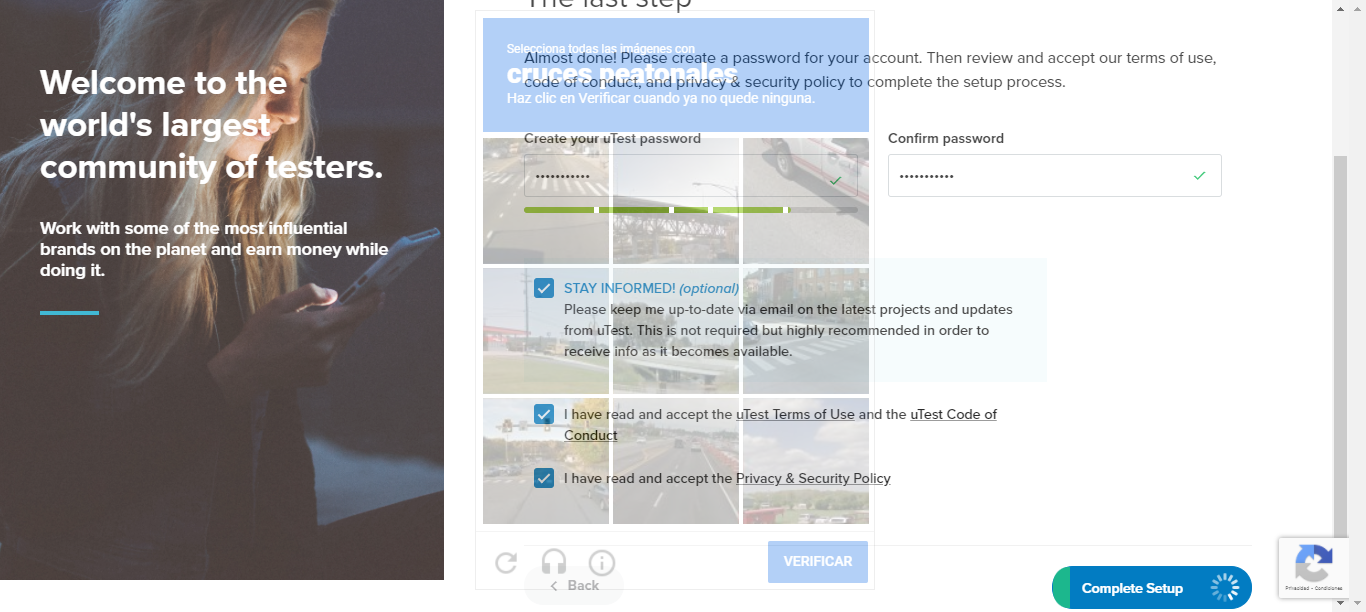 The last step
Welcome to the
world's largest
community of testers.
Work with some of the most influential
brands on the planet and earn money while
doing it.
Selecciona todas las imágenes con
cruces peatonales
Haz clic en Verificar cuando ya no quede ninguna.
Almost done! Please create a password for your account. Then review and accept our terms of use,
code of conduct, and privacy & security policy to complete the setup process.
Create your uTest password
Confirm password
•••••••••••
•••••••••••
STAY INFORMED! (optional)
Please keep me up-to-date via email on the latest projects and updates
from uTest. This is not required but highly recommended in order to
receive info as it becomes available.
I have read and accept the uTest Terms of Use and the uTest Code of
Conduct
I have read and accept the Privacy & Security Policy
VERIFICAR
Back
Complete Setup
Privacidad - Condiciones